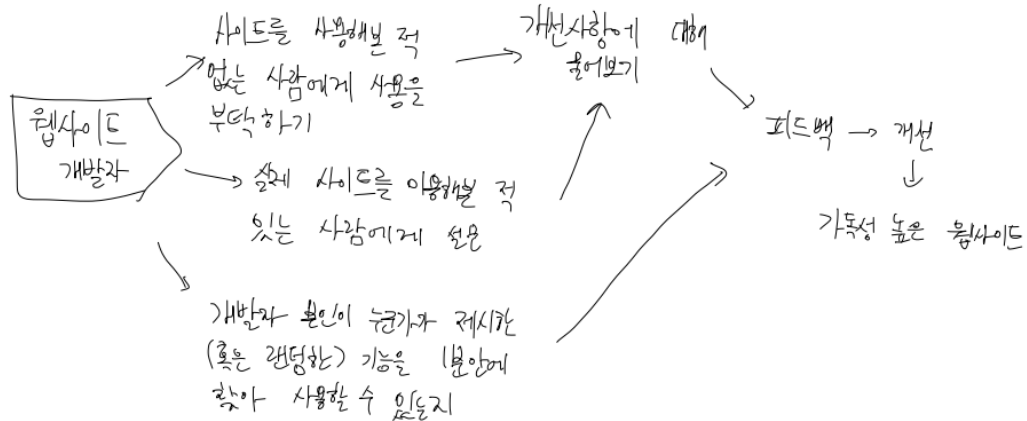 웹사이트
개발자
사이트를 사용해본 적
없는 사람에게 사용을
부탁하기
실제 사이트를 이용해본 적
있는 사람에게 설문
개발자 본인이 누군가가 제시한
(혹은 랜덤한) 기능을 1분안에
찾아 사용할 수 있는지
개선사항에 대해
물어보기
피드백 → 개선
↓
가독성 높은 웹사이트